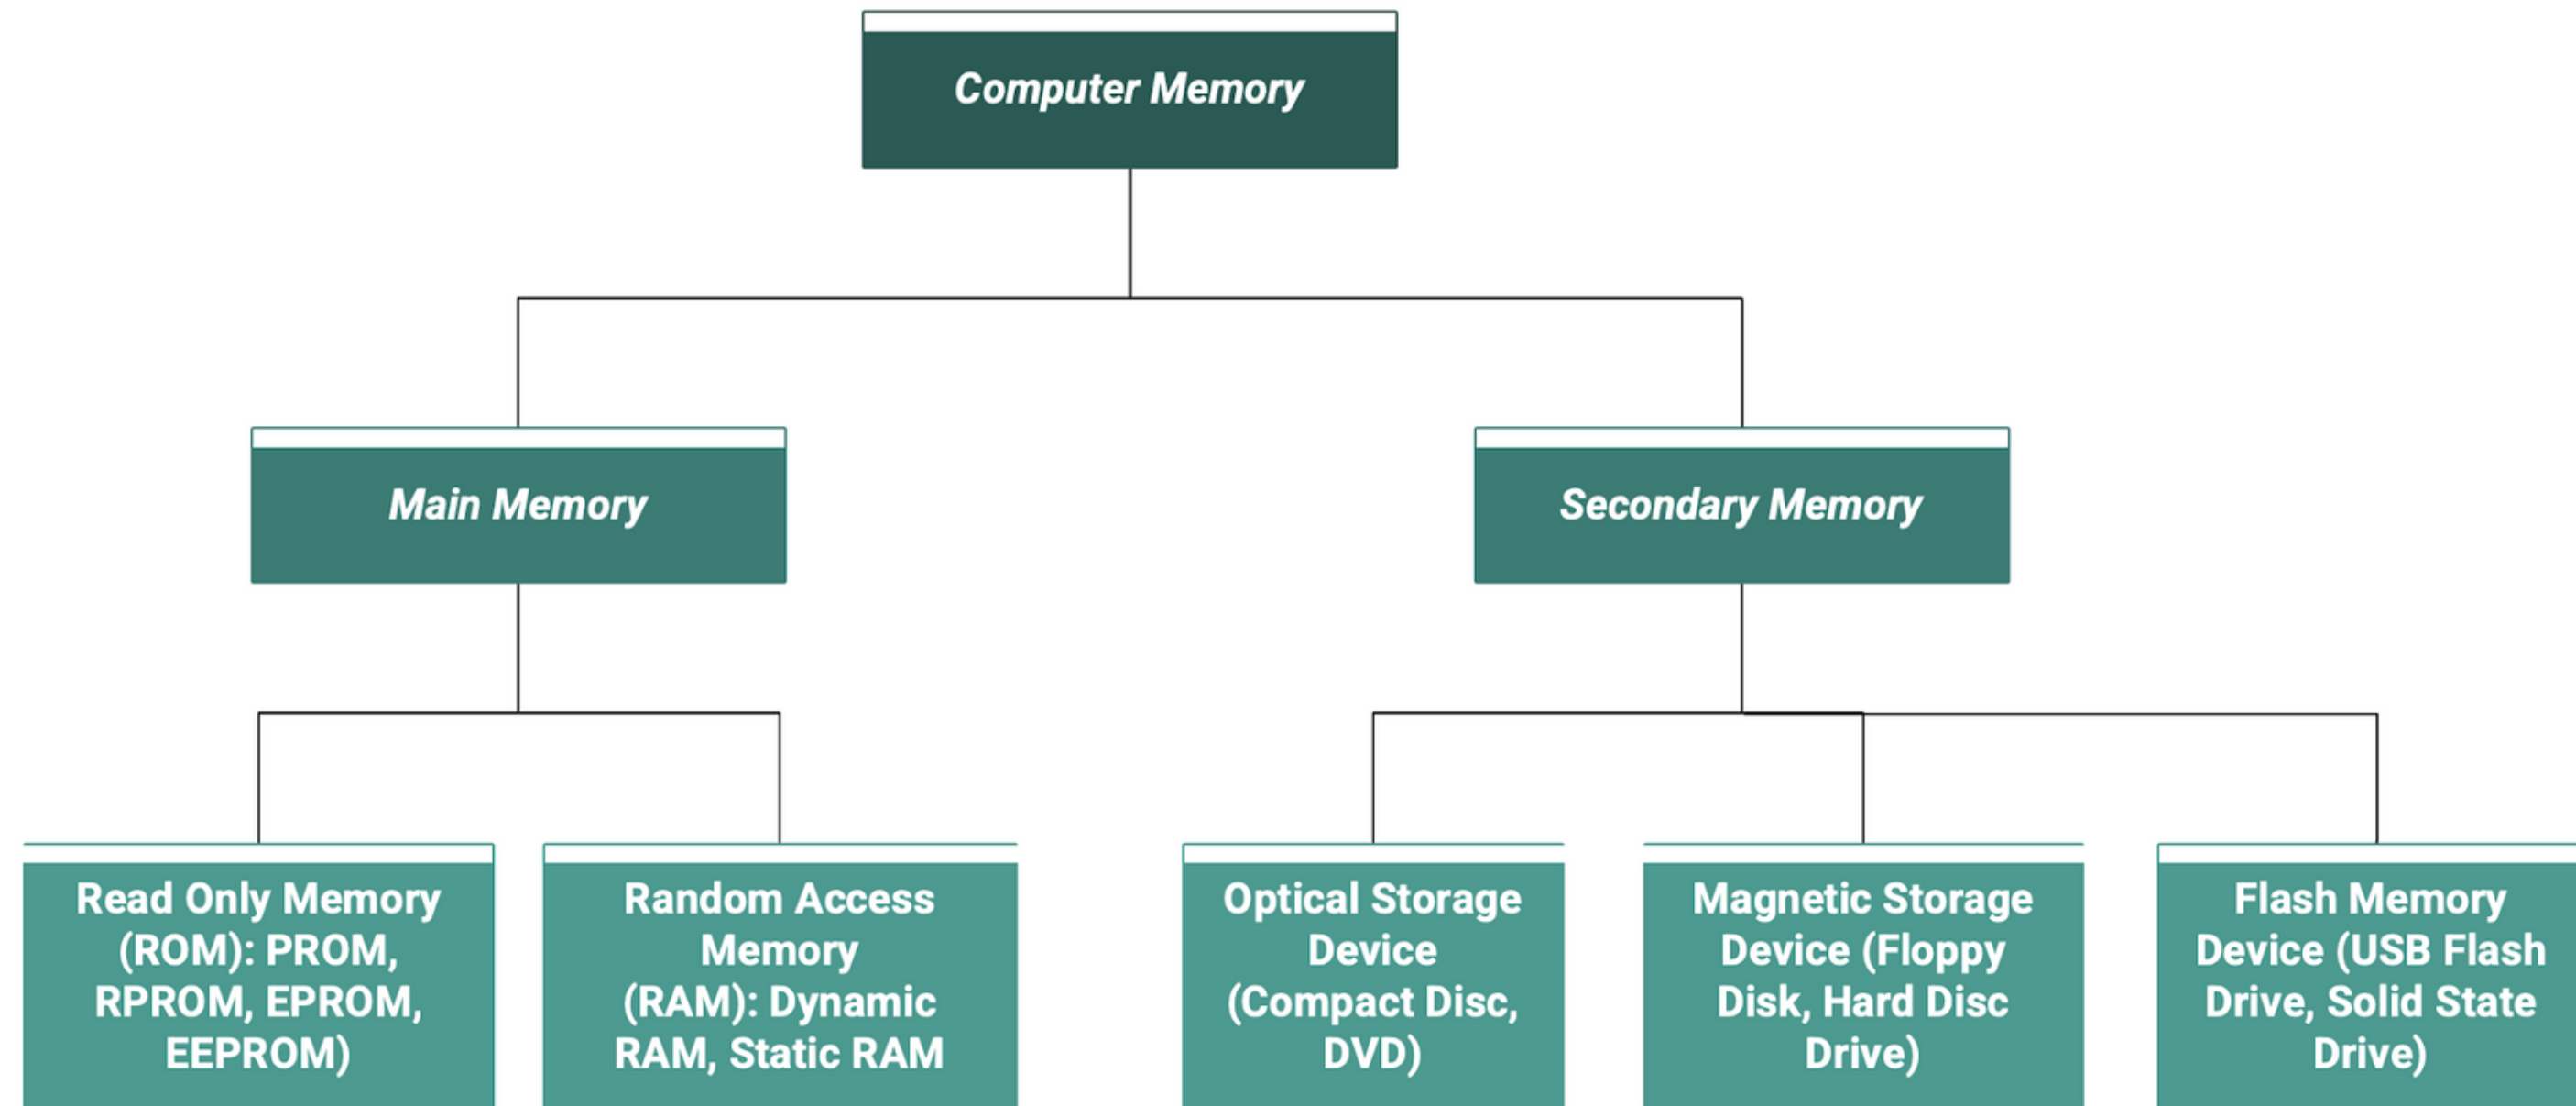 Computer Memory
Main Memory
Secondary Memory
Read Only Memory
(ROM): PROM,
RPROM, EPROM,
EEPROM)
Random Access
Memory
(RAM): Dynamic
RAM, Static RAM
Optical Storage
Device
(Compact Disc,
DVD)
Magnetic Storage
Device (Floppy
Disk, Hard Disc
Drive)
Flash Memory
Device (USB Flash
Drive, Solid State
Drive)